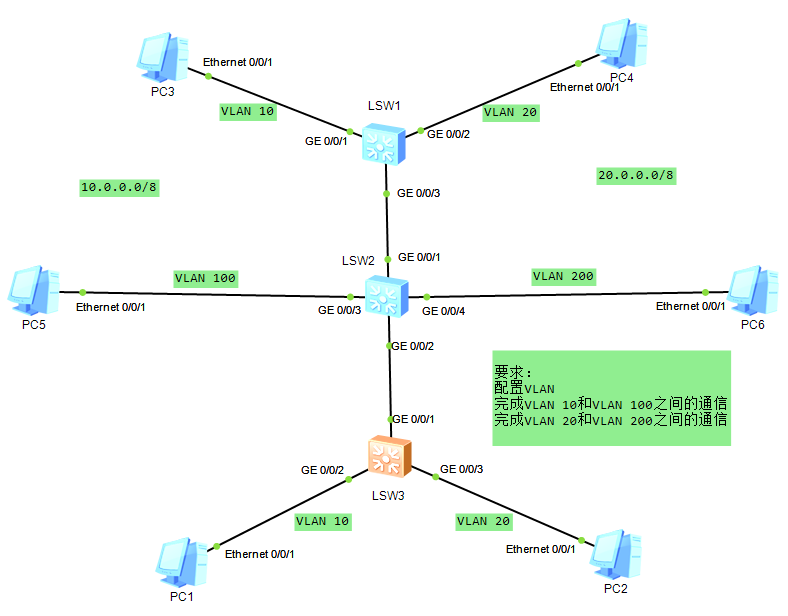 PC3
Ethernet 0/0/1
VLAN 10
GE 0/0/1
LSW1
PC4
Ethernet 0/0/1
VLAN 20
GE 0/0/2
10.0.0.0/8
20.0.0.0/8
GE 0/0/3
GE 0/0/1
LSW2
VLAN 100
VLAN 200
PC5
Ethernet 0/0/1
GE 0/0/3
GE 0/0/4
Ethernet 0/0/1
PC6
GE 0/0/2
要求:
配置VLAN
完成VLAN 10和VLAN 100之间的通信
完成VLAN 20和VLAN 200之间的通信
GE 0/0/1
GE 0/0/2
GE 0/0/3
LSW3
VLAN 10
VLAN 20
Ethernet 0/0/1
Ethernet 0/0/1
PC1
PC2